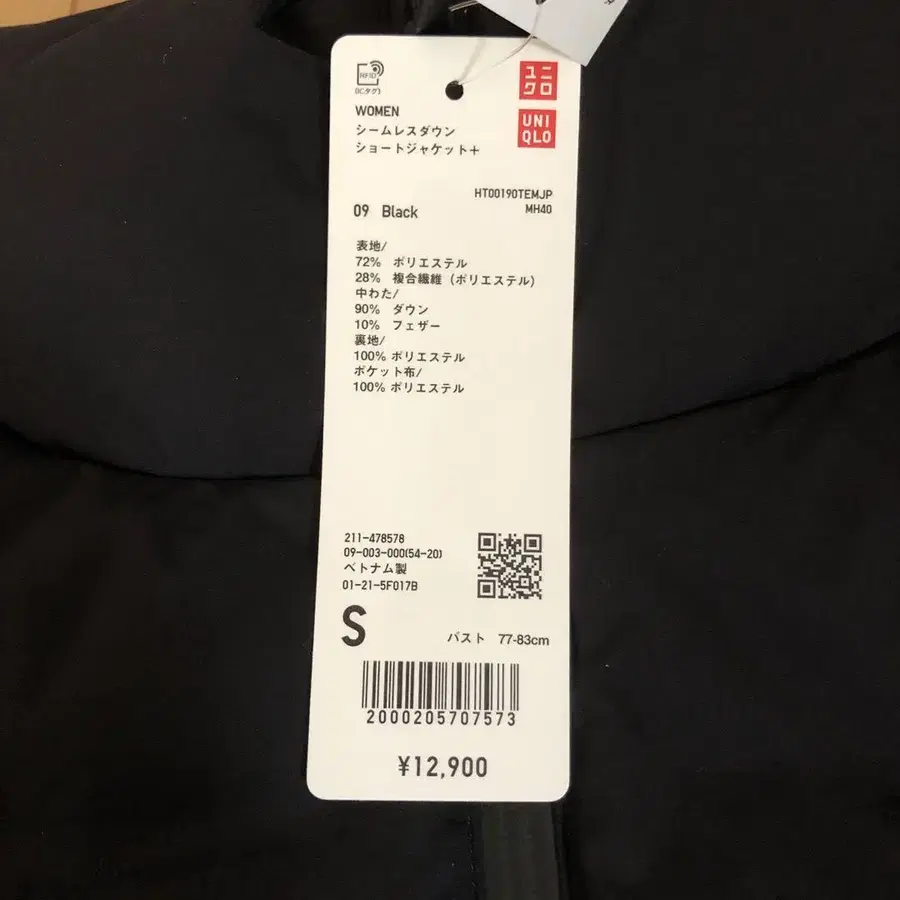 RFID
ICタグ
ユニクロ
UNI
QLO
WOMEN
シームレスダウン
ショートジャケット+
HT00190TEMJP
MH40
09 Black
表地/
72% ポリエステル
28% 複合繊維 (ポリエステル)
中わた/
90% ダウン
10% フェザー
裏地/
100% ポリエステル
ポケット布/
100% ポリエステル
211-478578
09-003-000(54-20)
ベトナム製
01-21-5F017B
S
バスト 77-83cm
2000205707573
¥12,900